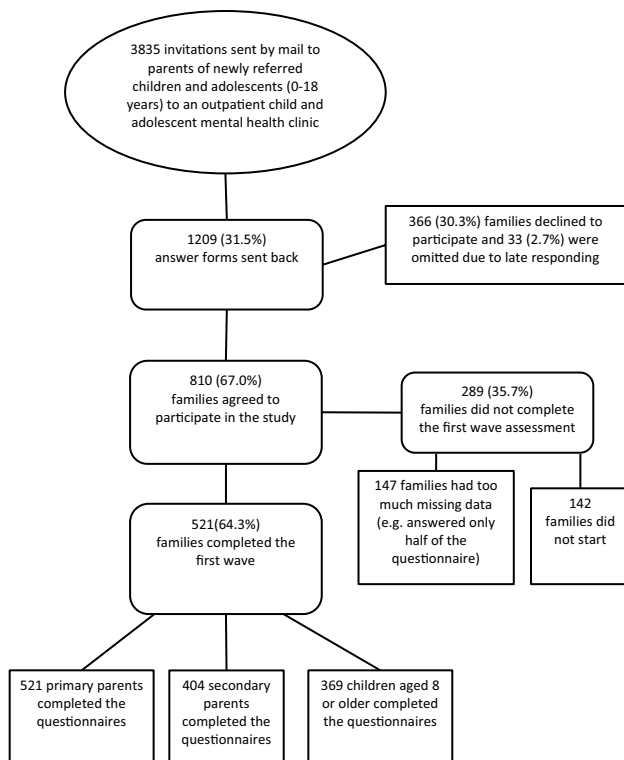 3835 invitations sent by mail to
parents of newly referred
children and adolescents (0-18
years) to an outpatient child and
adolescent mental health clinic
1209 (31.5%)
answer forms sent back
366 (30.3%) families declined to
participate and 33 (2.7%) were
omitted due to late responding
810 (67.0%)
families agreed to
participate in the study
289 (35.7%)
families did not complete
the first wave assessment
147 families had too
much missing data
(e.g. answered only
half of the
questionnaire)
142
families did
not start
521(64.3%)
families completed the
first wave
521 primary parents
completed the
questionnaires
404 secondary
parents
completed the
questionnaires
369 children aged 8
or older completed
the questionnaires